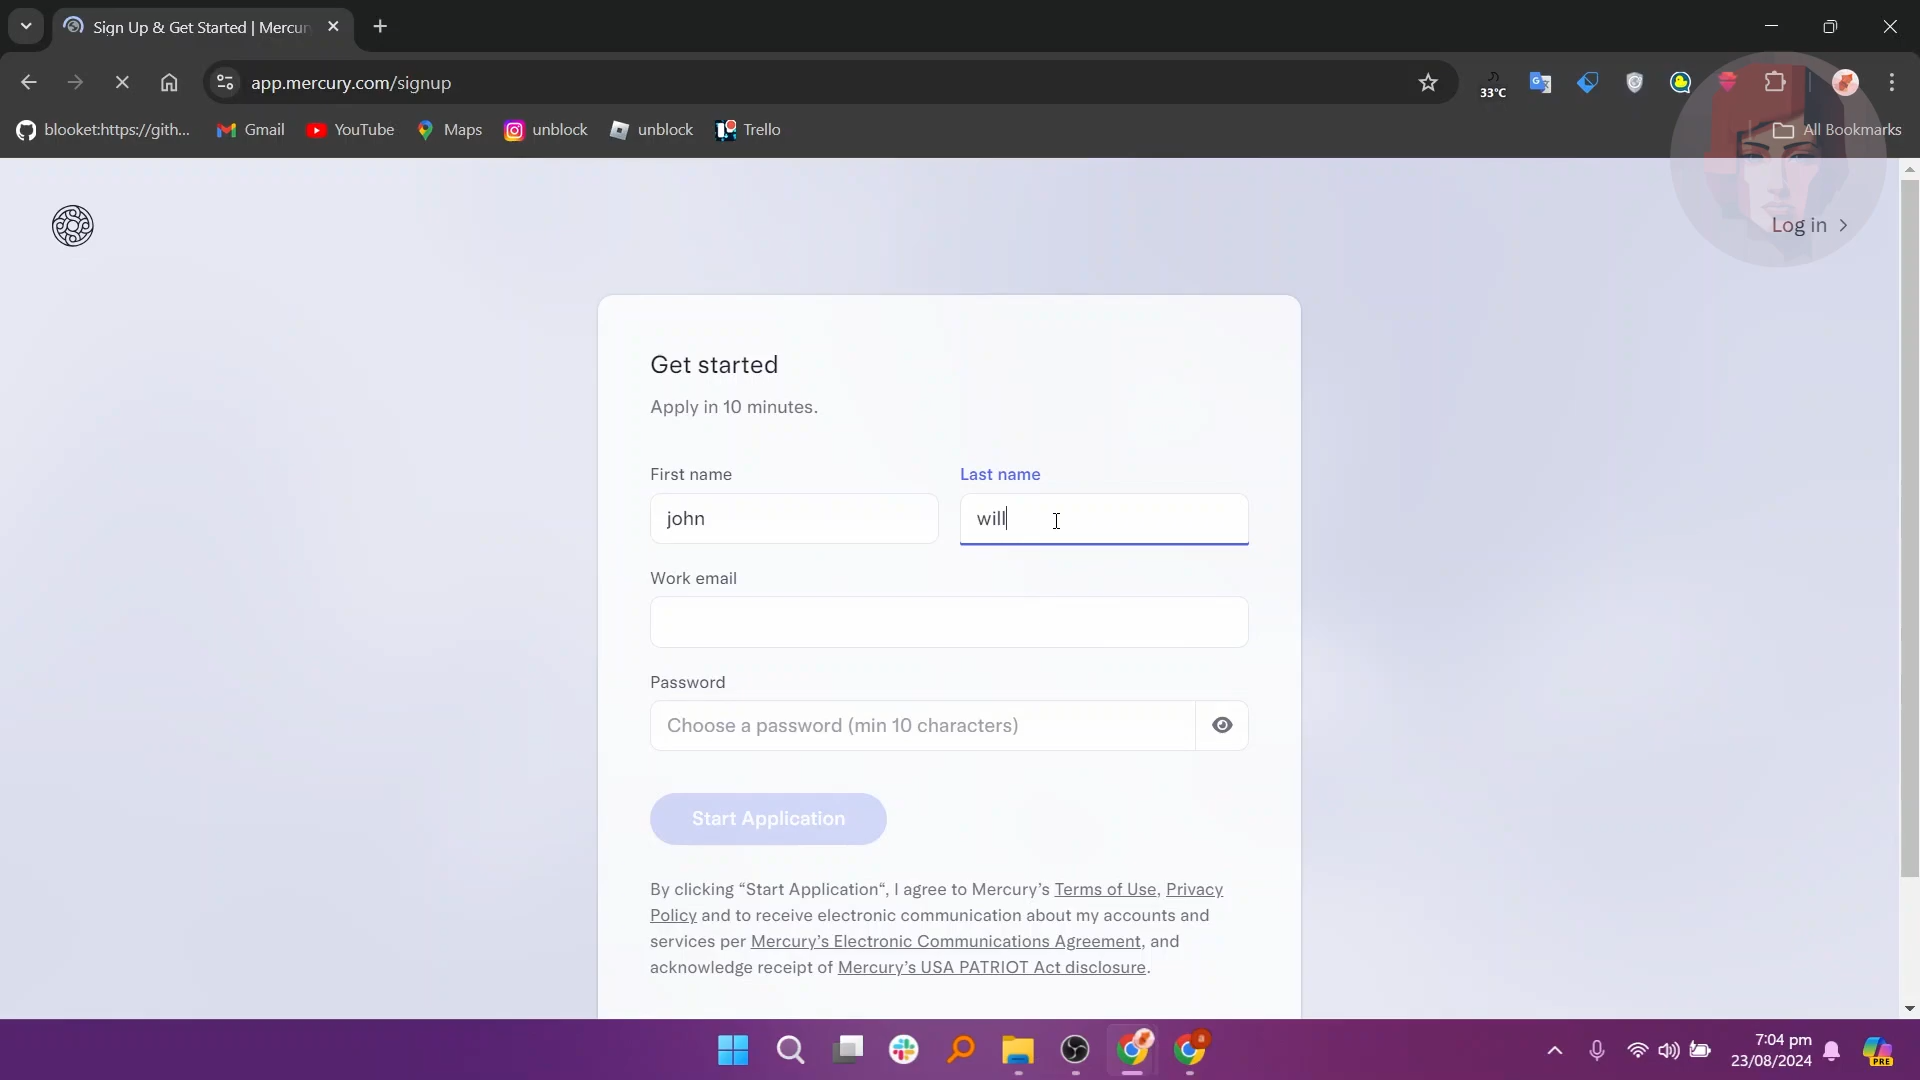 Sign Up & Get Started | Mercur
app.mercury.com/signup
33°C
blooket:https://gith...
Gmail
YouTube
Maps
unblock
unblock
Trello
All Bookmarks
Log in
Get started
Apply in 10 minutes.
First name
Last name
john
will
Work email
Password
Choose a password (min 10 characters)
Start Application
By clicking “Start Application“, I agree to Mercury’s Terms of Use, Privacy
Policy and to receive electronic communication about my accounts and
services per Mercury’s Electronic Communications Agreement, and
acknowledge receipt of Mercury’s USA PATRIOT Act disclosure.
7:04 pm
23/08/2024
PRE